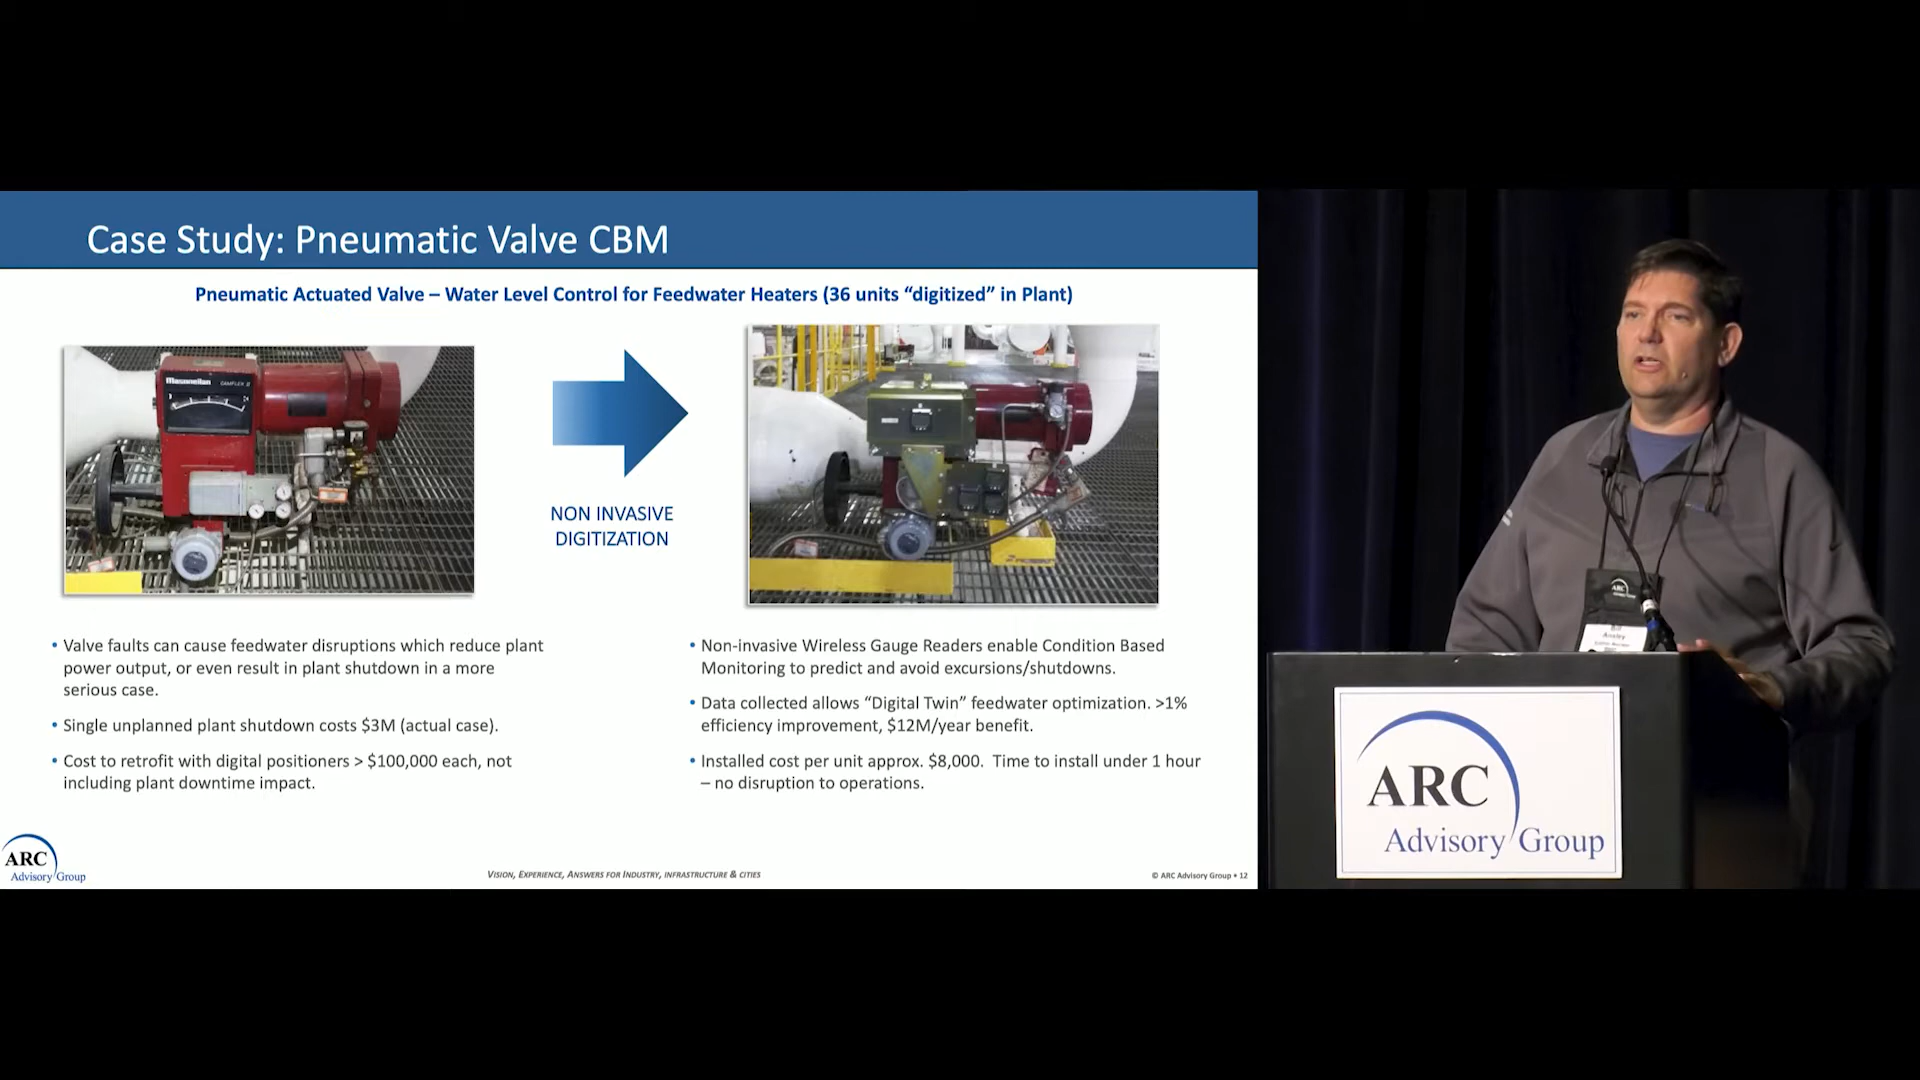 Case Study: Pneumatic Valve CBM
Pneumatic Actuated Valve – Water Level Control for Feedwater Heaters (36 units “digitized” in Plant)
Masoneilan CAMFLEX II
NON INVASIVE
DIGITIZATION
• Valve faults can cause feedwater disruptions which reduce plant
power output, or even result in plant shutdown in a more
serious case.
• Single unplanned plant shutdown costs $3M (actual case).
• Cost to retrofit with digital positioners > $100,000 each, not
including plant downtime impact.
• Non-invasive Wireless Gauge Readers enable Condition Based
Monitoring to predict and avoid excursions/shutdowns.
• Data collected allows “Digital Twin” feedwater optimization. >1%
efficiency improvement, $12M/year benefit.
• Installed cost per unit approx. $8,000. Time to install under 1 hour
– no disruption to operations.
ARC
Advisory Group
VISION, EXPERIENCE, ANSWERS FOR INDUSTRY, INFRASTRUCTURE & CITIES
© ARC Advisory Group • 12
ARC
Bill
Ansley
ARC
Advisory Group